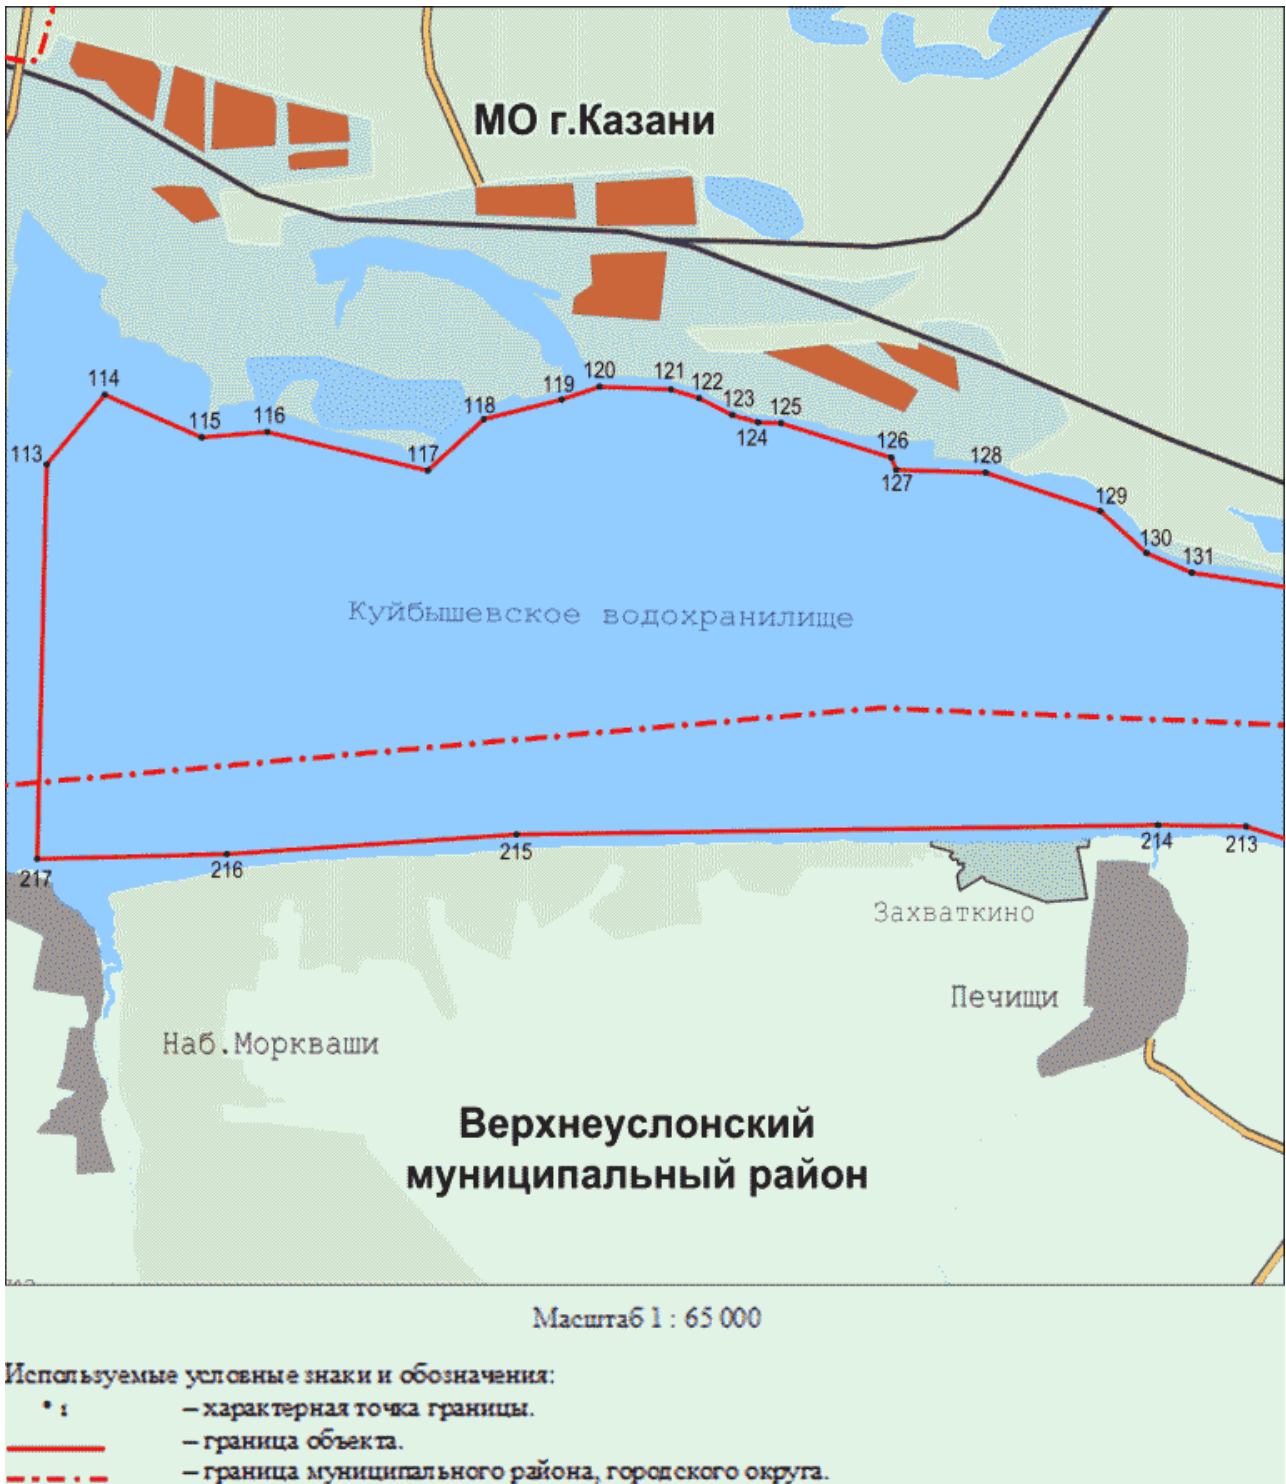 МО г.Казани
120
121
114
122
119
123
125
118
115
116
124
126
113
117
128
127
129
130
131
Куйбышевское водохранилище
214
213
215
216
217
Захваткино
Печищи
Наб.Моркваши
Верхнеуслонский
муниципальный район
Масштаб 1 : 65 000
Используемые условные знаки и обозначения:
1 – характерная точка границы.
– граница объекта.
– граница муниципального района, городского округа.